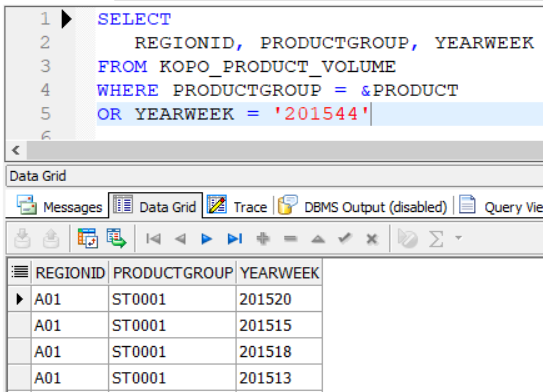 1 SELECT
2 REGIONID, PRODUCTGROUP, YEARWEEK
3 FROM KOPO_PRODUCT_VOLUME
4 WHERE PRODUCTGROUP = &PRODUCT
5 OR YEARWEEK = '201544'
6
Data Grid
Messages Data Grid Trace DBMS Output (disabled) Query Vie
REGIONID PRODUCTGROUP YEARWEEK
A01 ST0001 201520
A01 ST0001 201515
A01 ST0001 201518
A01 ST0001 201513